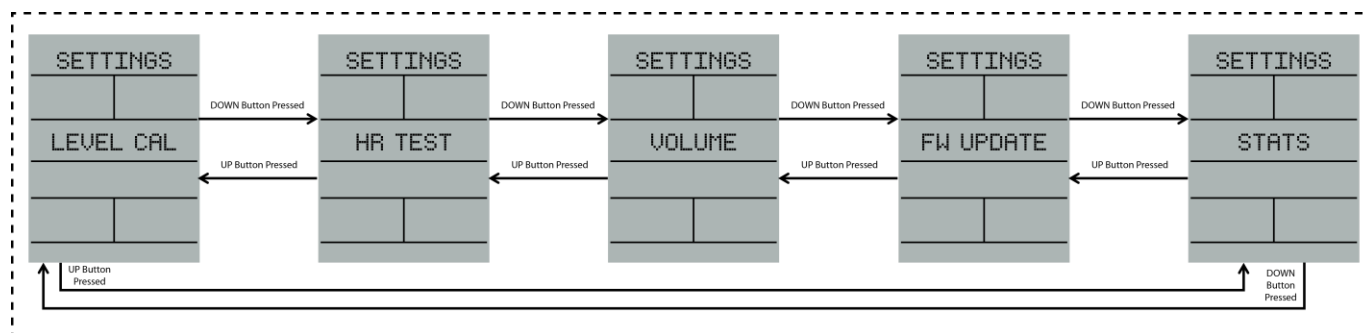 SETTINGS
SETTINGS
SETTINGS
SETTINGS
SETTINGS
DOWN Button Pressed
DOWN Button Pressed
DOWN Button Pressed
DOWN Button Pressed
LEVEL CAL
HR TEST
VOLUME
FW UPDATE
STATS
UP Button Pressed
UP Button Pressed
UP Button Pressed
UP Button Pressed
UP Button
Pressed
DOWN
Button
Pressed